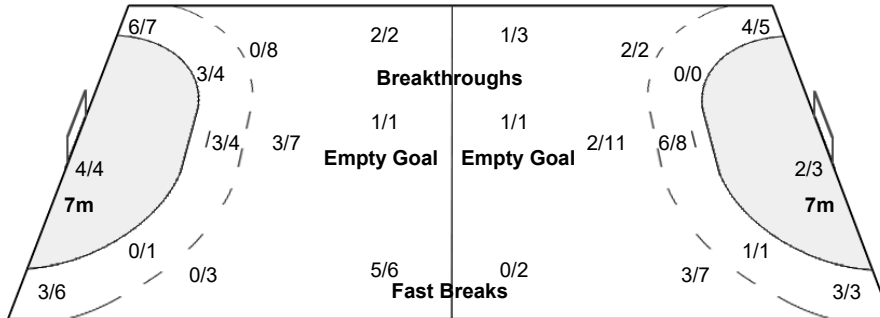 6/7 4/5
0/8 2/2 1/3 2/2
3/4 Breakthroughs 0/0
1/1 1/1
3/4 3/7 Empty Goal Empty Goal 2/11 6/8
4/4 2/3
7m 7m
0/1 1/1
0/3 5/6 0/2 3/7
3/6 Fast Breaks 3/3